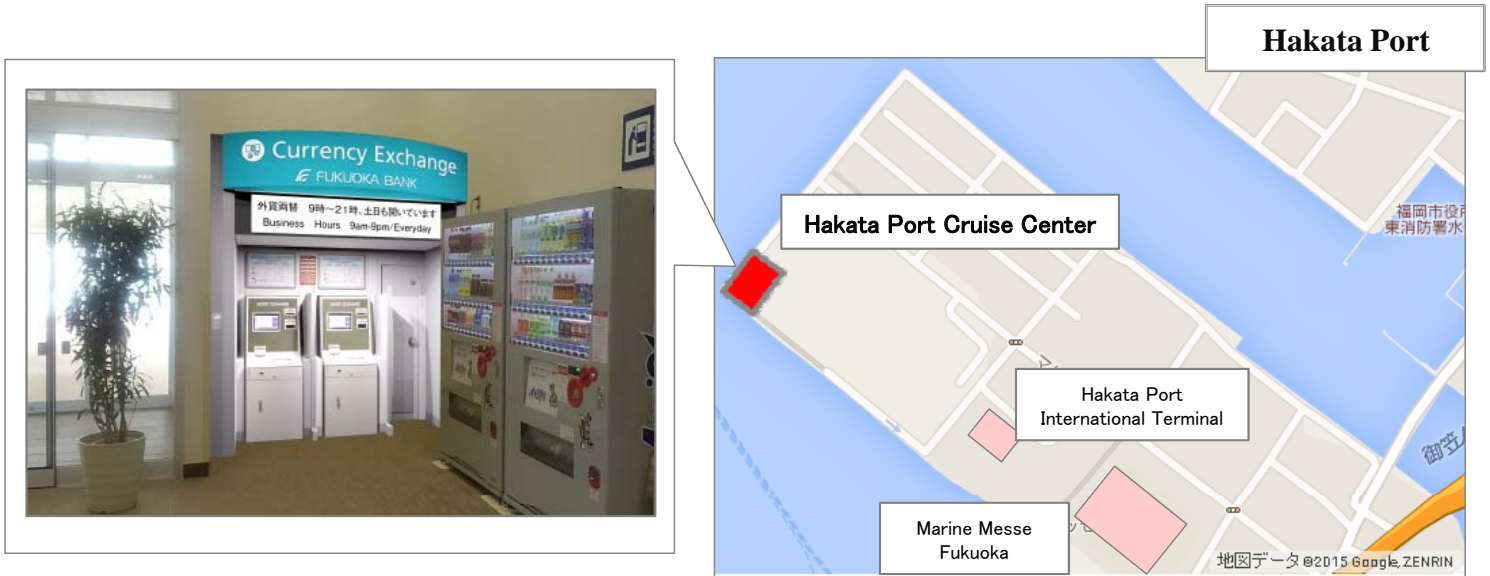 Hakata Port
Currency Exchange
FUKUOKA BANK
外貨両替 9時～21時、土日も開いています
Business Hours 9am-9pm/Everyday
Hakata Port Cruise Center
福岡市役所
東消防署水
Hakata Port
International Terminal
御笠
Marine Messe
Fukuoka
地図データ ©2015 Google, ZENRIN